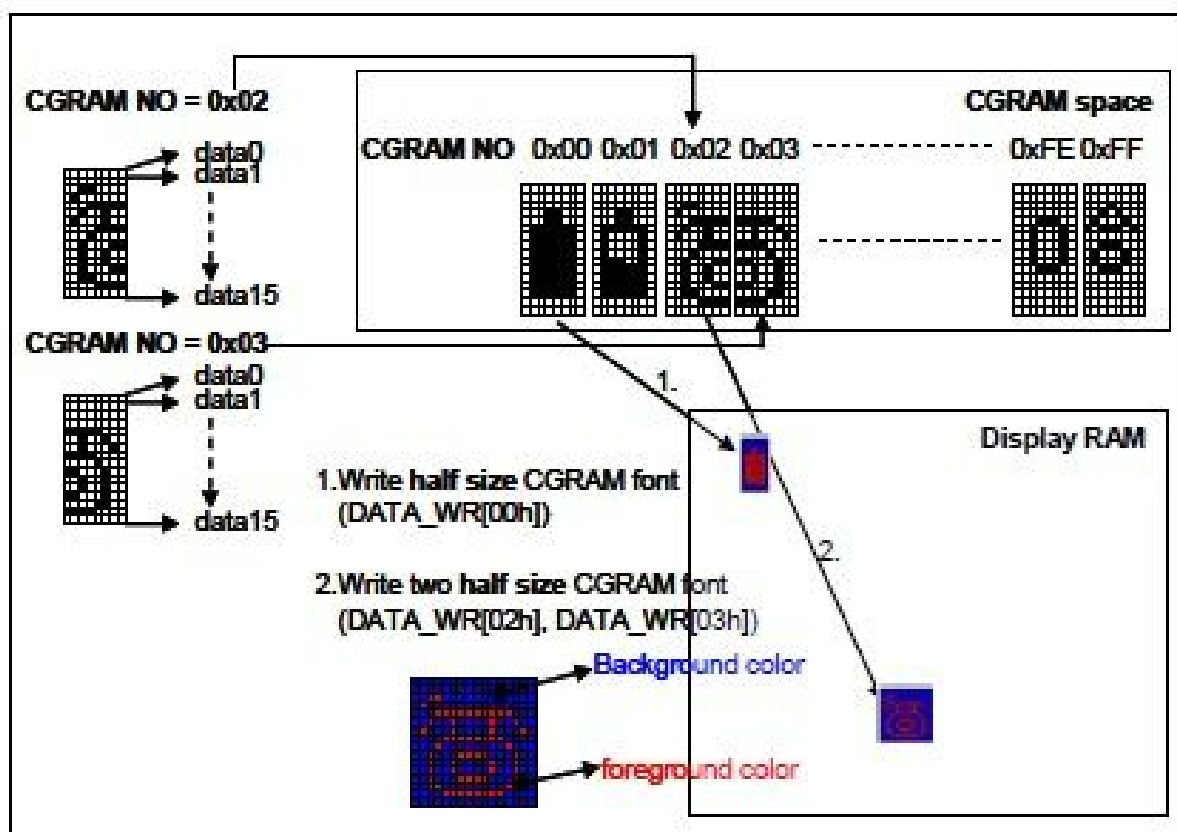 CGRAM NO = 0x02
data0
data1
data15
CGRAM NO = 0x03
data0
data1
data15
CGRAM space
CGRAM NO 0x00 0x01 0x02 0x03 0xFE 0xFF
1.
Display RAM
2.
1.Write half size CGRAM font
(DATA_WR[00h])
2.Write two half size CGRAM font
(DATA_WR[02h], DATA_WR[03h])
Background color
foreground color